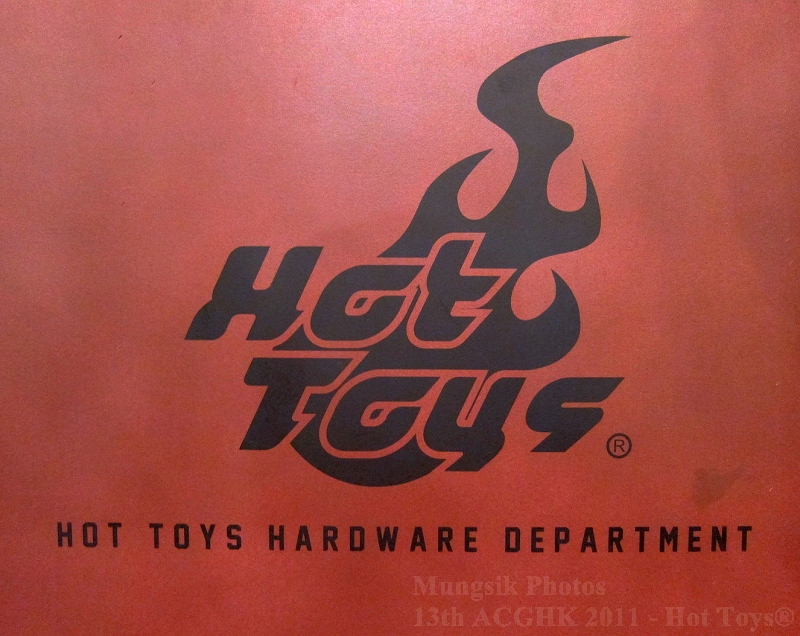 Hot
Toys®
HOT TOYS HARDWARE DEPARTMENT
Mungsik Photos
13th ACGHK 2011 - Hot Toys®